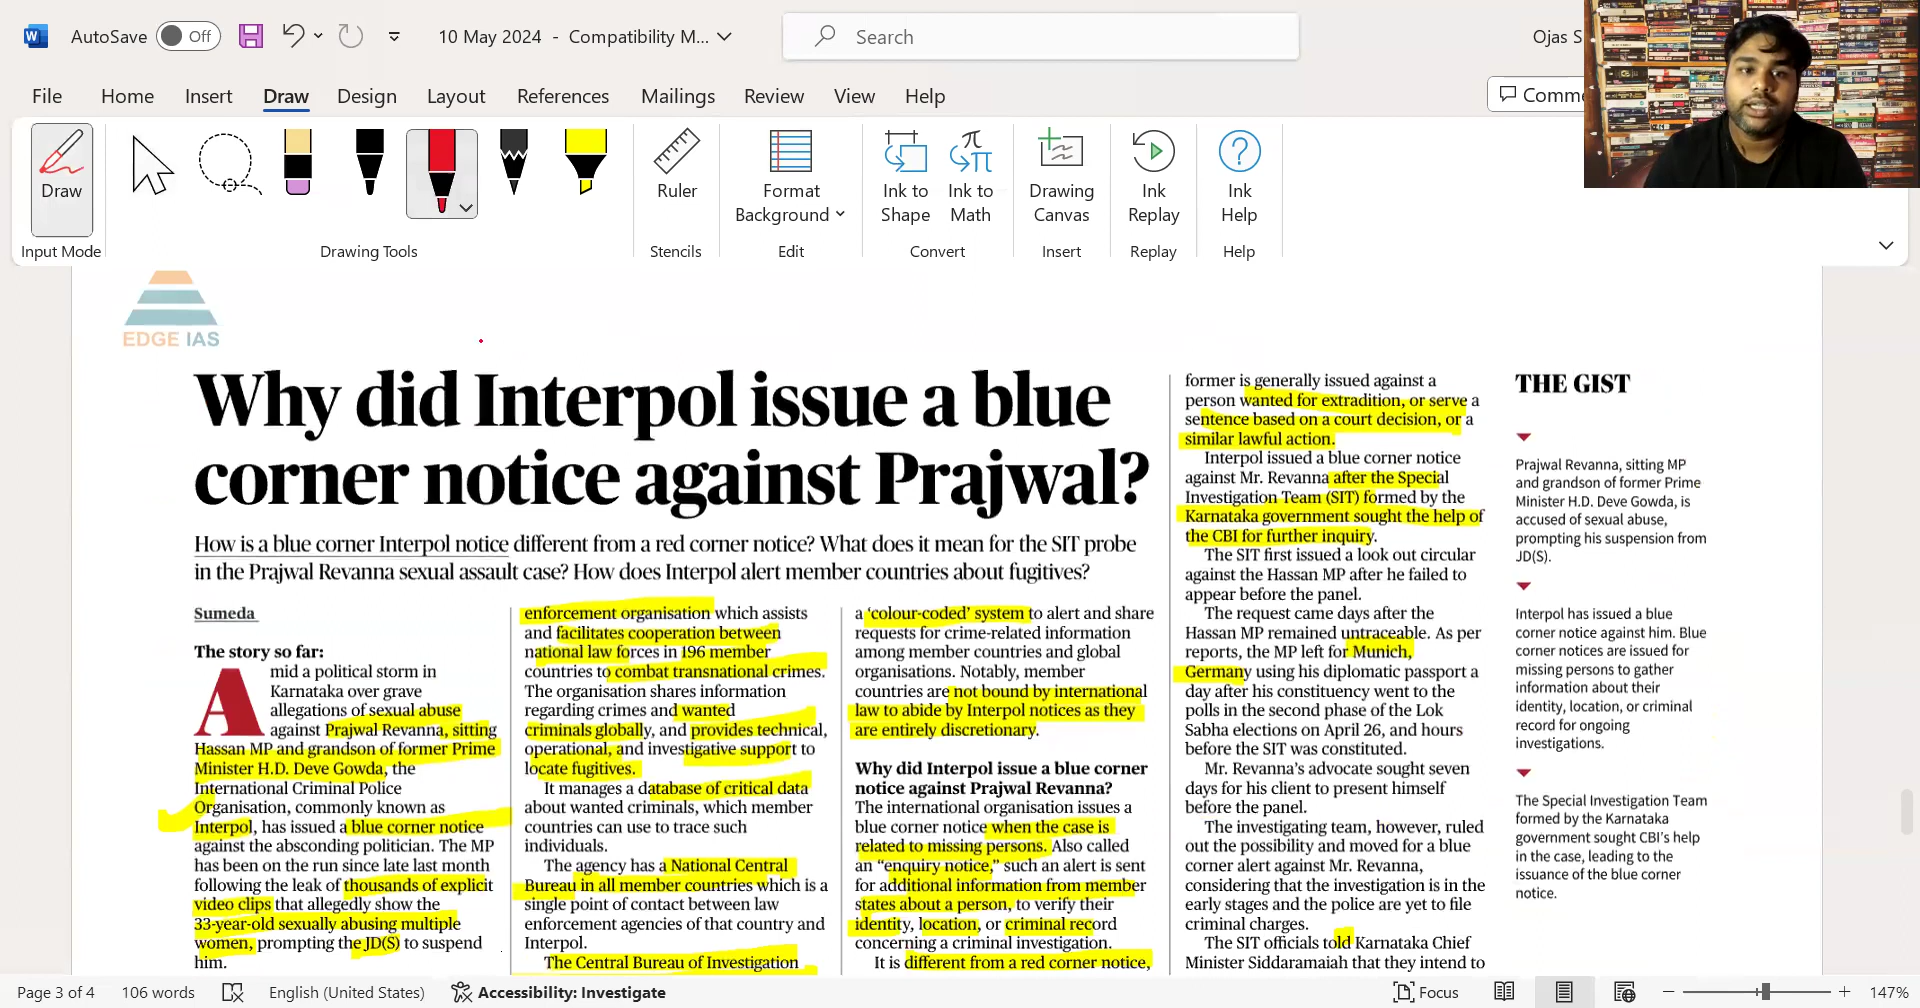 AutoSave Off 10 May 2024 - Compatibility M... Search Ojas S
File Home Insert Draw Design Layout References Mailings Review View Help Comme
Draw
Ruler
Format Background
Ink to Shape
Ink to Math
Drawing Canvas
Ink Replay
Ink Help
Input Mode Drawing Tools Stencils Edit Convert Insert Replay Help
EDGE IAS
Why did Interpol issue a blue
corner notice against Prajwal?
How is a blue corner Interpol notice different from a red corner notice? What does it mean for the SIT probe
in the Prajwal Revanna sexual assault case? How does Interpol alert member countries about fugitives?
Sumeda
The story so far:
Amid a political storm in
Karnataka over grave
allegations of sexual abuse
against Prajwal Revanna, sitting
Hassan MP and grandson of former Prime
Minister H.D. Deve Gowda, the
International Criminal Police
Organisation, commonly known as
Interpol, has issued a blue corner notice
against the absconding politician. The MP
has been on the run since late last month
following the leak of thousands of explicit
video clips that allegedly show the
33-year-old sexually abusing multiple
women, prompting the JD(S) to suspend
him.
enforcement organisation which assists
and facilitates cooperation between
national law forces in 196 member
countries to combat transnational crimes.
The organisation shares information
regarding crimes and wanted
criminals globally, and provides technical,
operational, and investigative support to
locate fugitives.
It manages a database of critical data
about wanted criminals, which member
countries can use to trace such
individuals.
The agency has a National Central
Bureau in all member countries which is a
single point of contact between law
enforcement agencies of that country and
Interpol.
The Central Bureau of Investigation
a ‘colour-coded’ system to alert and share
requests for crime-related information
among member countries and global
organisations. Notably, member
countries are not bound by international
law to abide by Interpol notices as they
are entirely discretionary.
Why did Interpol issue a blue corner
notice against Prajwal Revanna?
The international organisation issues a
blue corner notice when the case is
related to missing persons. Also called
an “enquiry notice,” such an alert is sent
for additional information from member
states about a person, to verify their
identity, location, or criminal record
concerning a criminal investigation.
It is different from a red corner notice,
former is generally issued against a
person wanted for extradition, or serve a
sentence based on a court decision, or a
similar lawful action.
Interpol issued a blue corner notice
against Mr. Revanna after the Special
Investigation Team (SIT) formed by the
Karnataka government sought the help of
the CBI for further inquiry.
The SIT first issued a look out circular
against the Hassan MP after he failed to
appear before the panel.
The request came days after the
Hassan MP remained untraceable. As per
reports, the MP left for Munich,
Germany using his diplomatic passport a
day after his constituency went to the
polls in the second phase of the Lok
Sabha elections on April 26, and hours
before the SIT was constituted.
Mr. Revanna’s advocate sought seven
days for his client to present himself
before the panel.
The investigating team, however, ruled
out the possibility and moved for a blue
corner alert against Mr. Revanna,
considering that the investigation is in the
early stages and the police are yet to file
criminal charges.
The SIT officials told Karnataka Chief
Minister Siddaramaiah that they intend to
THE GIST
Prajwal Revanna, sitting MP
and grandson of former Prime
Minister H.D. Deve Gowda, is
accused of sexual abuse,
prompting his suspension from
JD(S).
Interpol has issued a blue
corner notice against him. Blue
corner notices are issued for
missing persons to gather
information about their
identity, location, or criminal
record for ongoing
investigations.
The Special Investigation Team
formed by the Karnataka
government sought CBI’s help
in the case, leading to the
issuance of the blue corner
notice.
Page 3 of 4 106 words English (United States) Accessibility: Investigate Focus 147%